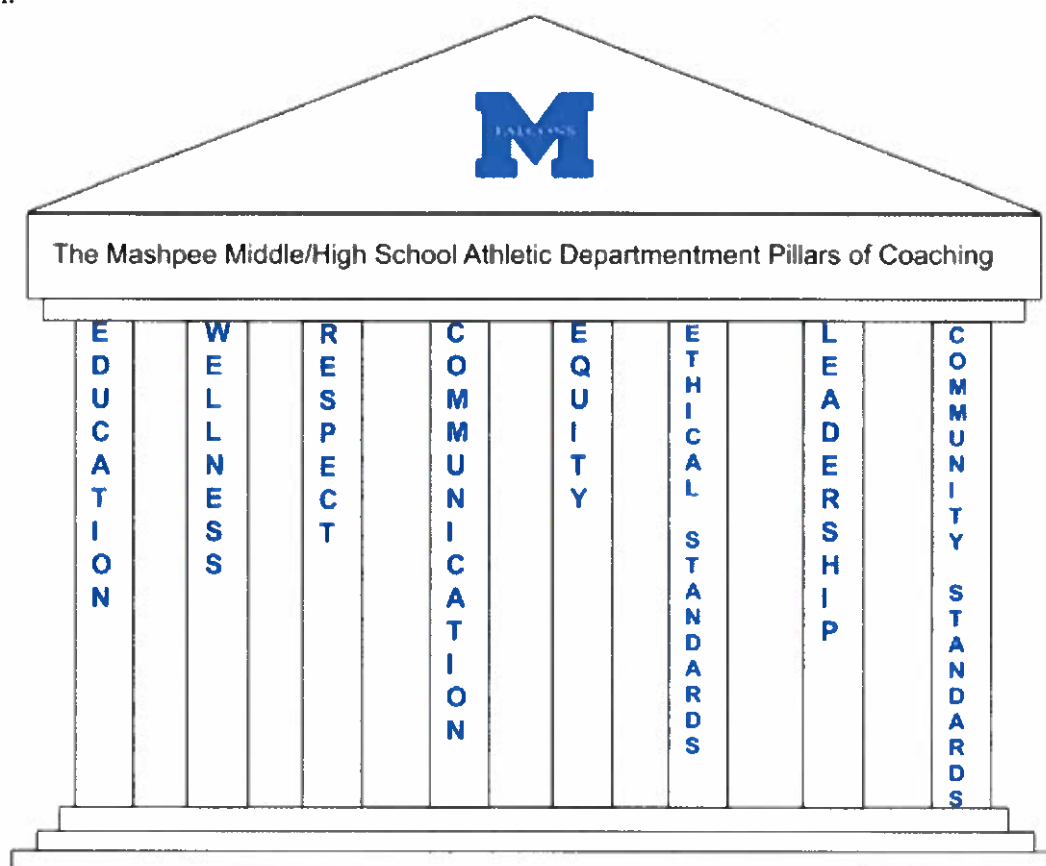 FALCONS
The Mashpee Middle/High School Athletic Departmentment Pillars of Coaching
EDUCATION
WELLNESS
RESPECT
COMMUNICATION
EQUITY
ETHICAL STANDARDS
LEADERSHIP
COMMUNITY STANDARDS